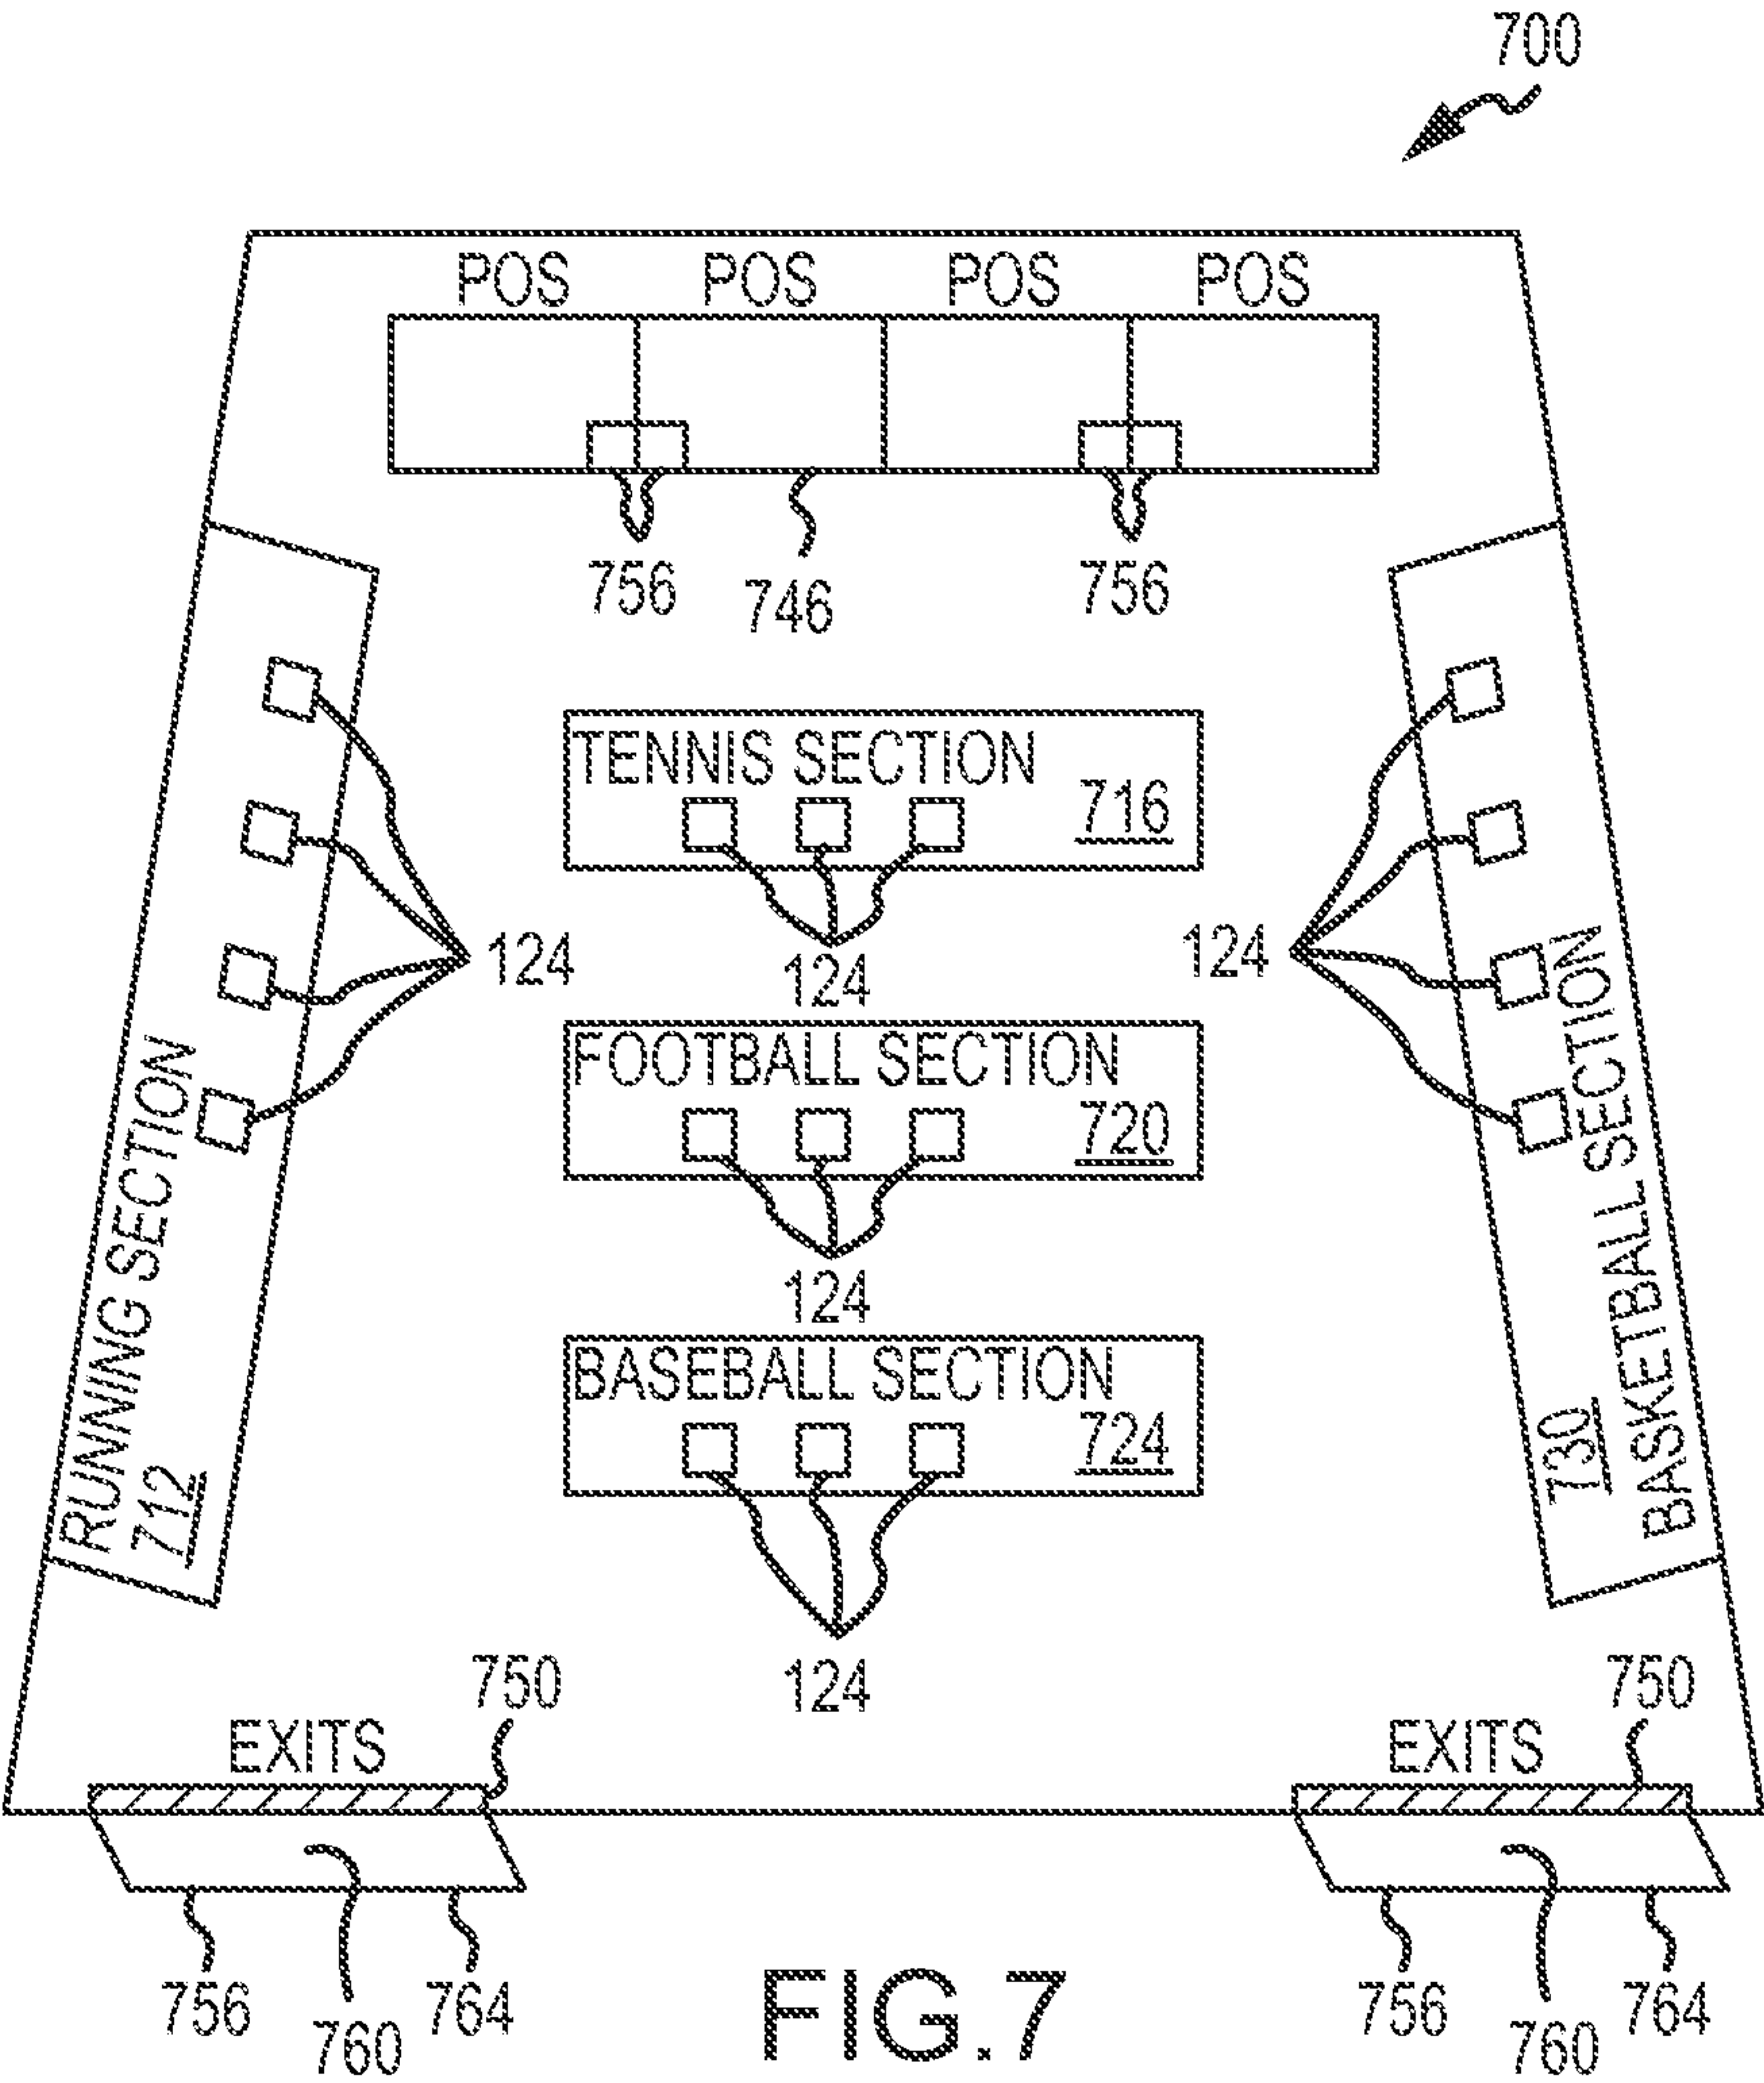 700
POS POS POS POS
756 746 756
TENNIS SECTION
716
124 124 124
FOOTBALL SECTION
720
124
RUNNING SECTION
712
BASKETBALL SECTION
730
BASEBALL SECTION
724
124
750 750
EXITS EXITS
756 760 764 756 760 764
FIG.7